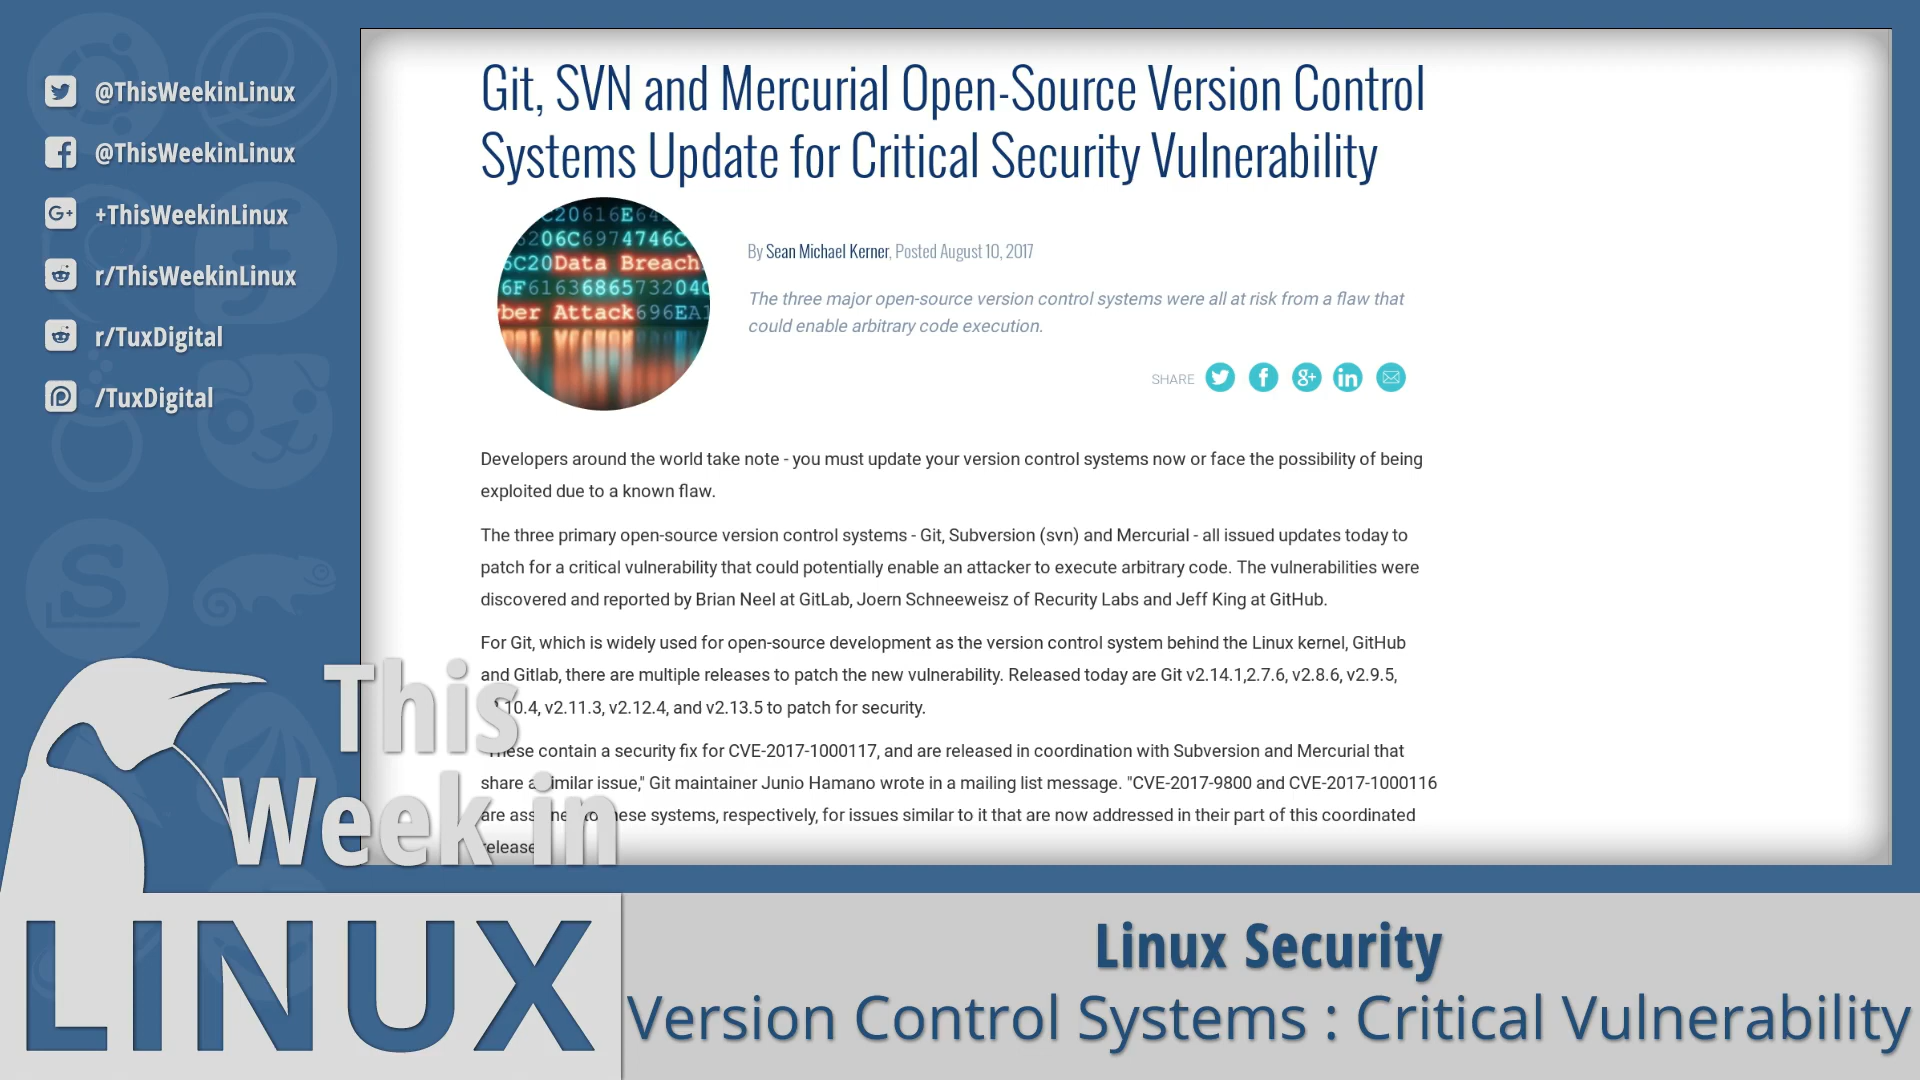 @ThisWeekinLinux
@ThisWeekinLinux
+ThisWeekinLinux
r/ThisWeekinLinux
r/TuxDigital
/TuxDigital
Git, SVN and Mercurial Open-Source Version Control
Systems Update for Critical Security Vulnerability
C20616E64
206C6974746C
6C20Data Breach
6F6163686573204C
ber Attack696EA1
By Sean Michael Kerner, Posted August 10, 2017
The three major open-source version control systems were all at risk from a flaw that
could enable arbitrary code execution.
SHARE
Developers around the world take note - you must update your version control systems now or face the possibility of being
exploited due to a known flaw.
The three primary open-source version control systems - Git, Subversion (svn) and Mercurial - all issued updates today to
patch for a critical vulnerability that could potentially enable an attacker to execute arbitrary code. The vulnerabilities were
discovered and reported by Brian Neel at GitLab, Joern Schneeweisz of Recurity Labs and Jeff King at GitHub.
For Git, which is widely used for open-source development as the version control system behind the Linux kernel, GitHub
and Gitlab, there are multiple releases to patch the new vulnerability. Released today are Git v2.14.1,2.7.6, v2.8.6, v2.9.5,
10.4, v2.11.3, v2.12.4, and v2.13.5 to patch for security.
These contain a security fix for CVE-2017-1000117, and are released in coordination with Subversion and Mercurial that
share a similar issue," Git maintainer Junio Hamano wrote in a mailing list message. "CVE-2017-9800 and CVE-2017-1000116
are these systems, respectively, for issues similar to it that are now addressed in their part of this coordinated
release
This
Week in
LINUX
Linux Security
Version Control Systems : Critical Vulnerability